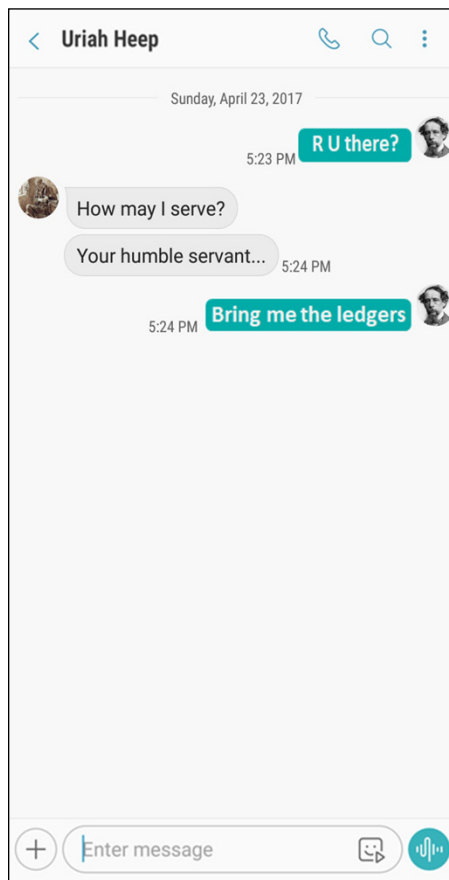 Uriah Heep
Sunday, April 23, 2017
R U there?
5:23 PM
How may I serve?
Your humble servant...
5:24 PM
Bring me the ledgers
5:24 PM
Enter message